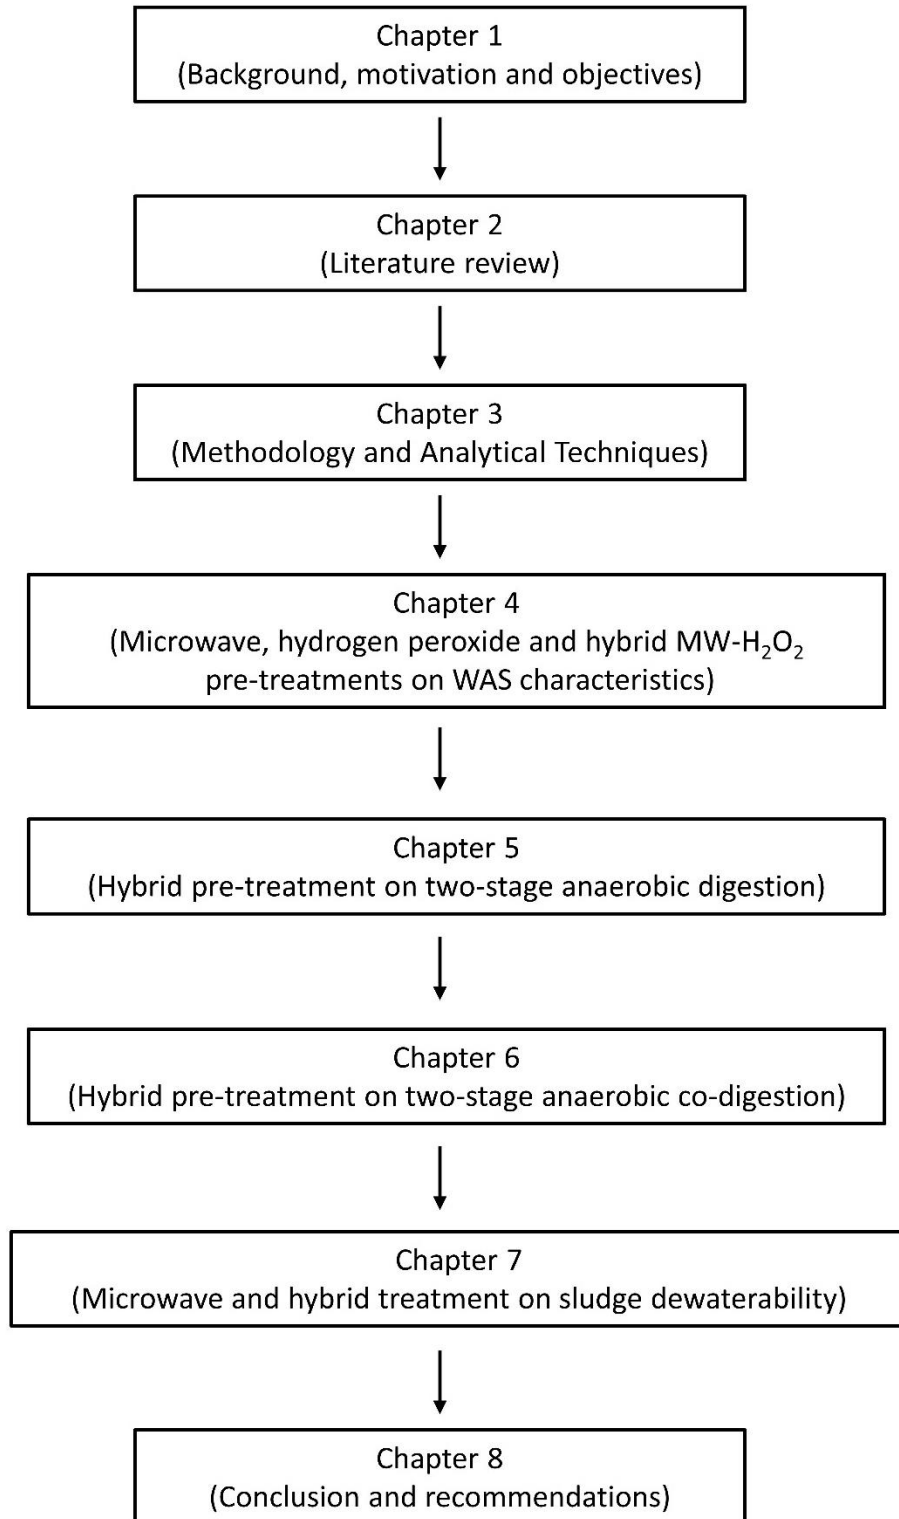 Chapter 1
(Background, motivation and objectives)
Chapter 2
(Literature review)
Chapter 3
(Methodology and Analytical Techniques)
Chapter 4
(Microwave, hydrogen peroxide and hybrid MW-H₂O₂
pre-treatments on WAS characteristics)
Chapter 5
(Hybrid pre-treatment on two-stage anaerobic digestion)
Chapter 6
(Hybrid pre-treatment on two-stage anaerobic co-digestion)
Chapter 7
(Microwave and hybrid treatment on sludge dewaterability)
Chapter 8
(Conclusion and recommendations)